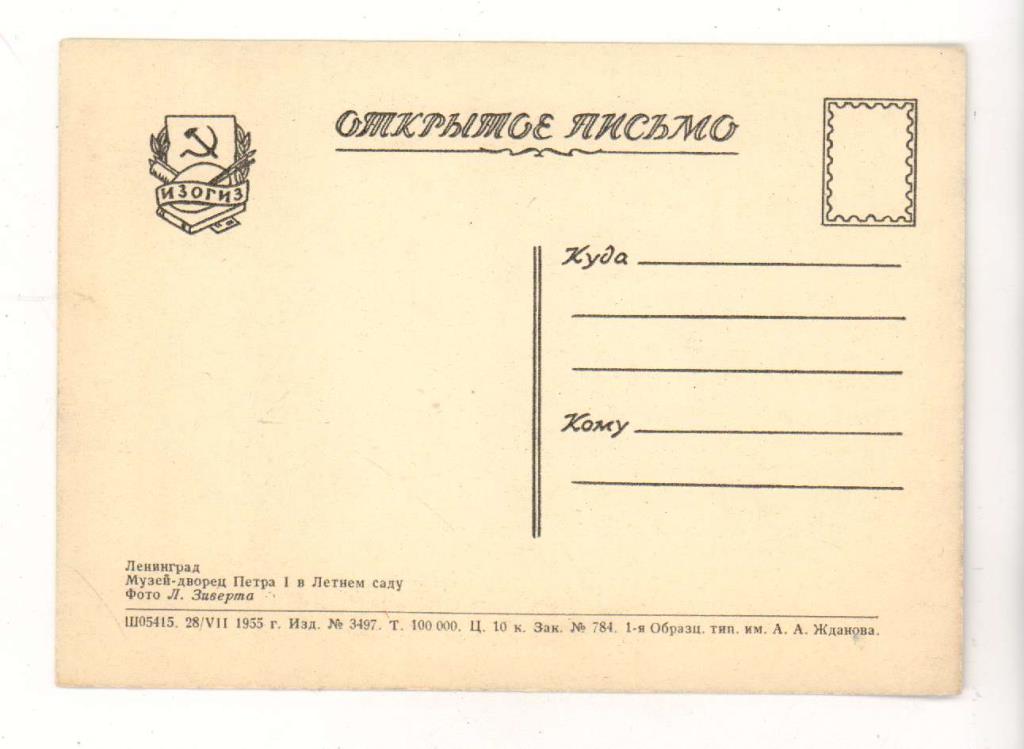 ОТКРЫТОЕ ПИСЬМО
ИЗОГИЗ
Куда
Кому
Ленинград
Музей-дворец Петра I в Летнем саду
Фото Л. Зиверта
Ш05415. 28/VII 1955 г. Изд. № 3497. Т. 100 000. Ц. 10 к. Зак. № 784. 1-я Образц. тип. им. А. А. Жданова.